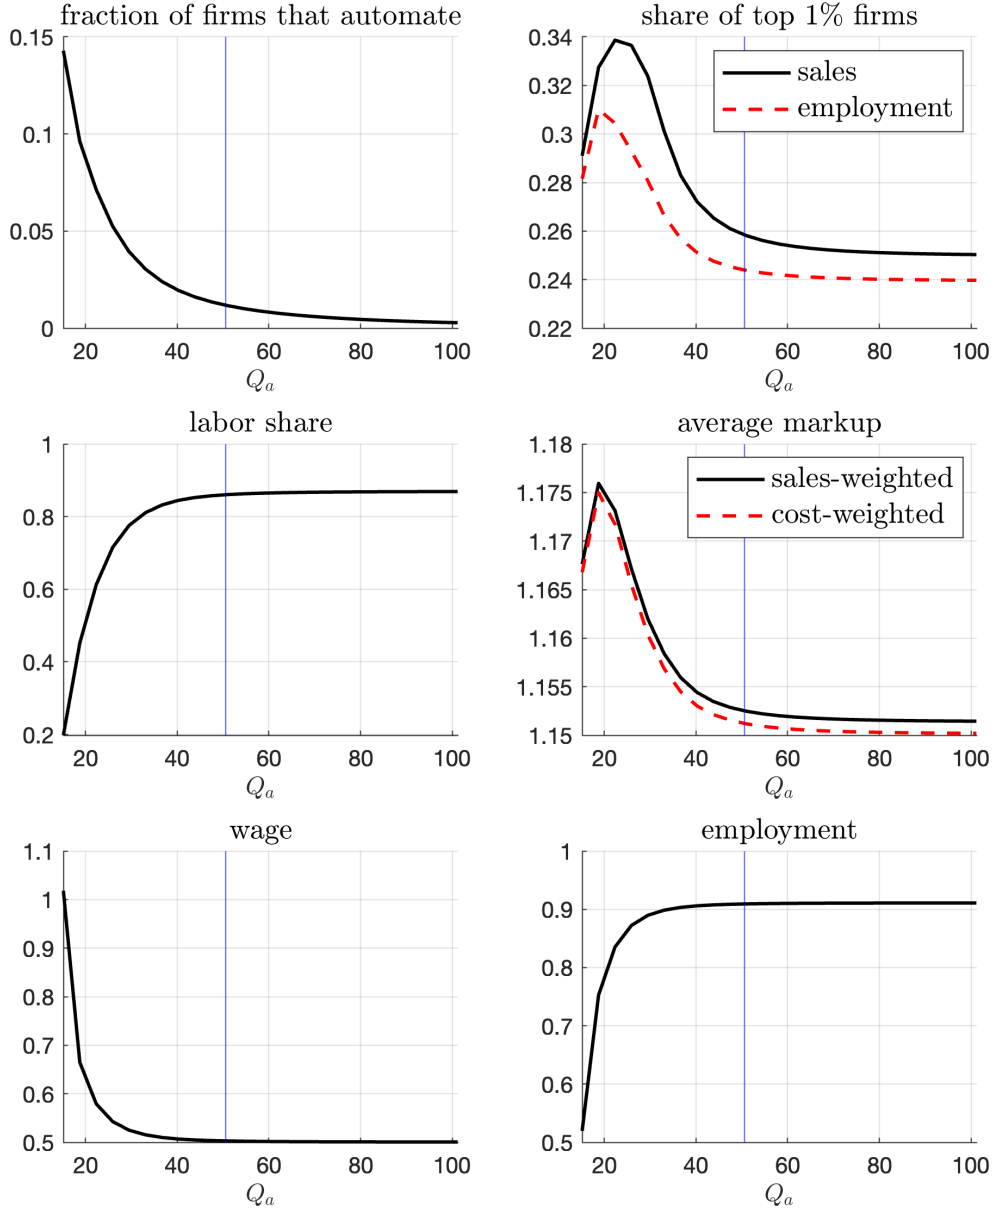 fraction of firms that automate
0.15
0.1
0.05
0
20 40 60 80 100
Qa
share of top 1% firms
0.34
0.32
0.3
0.28
0.26
0.24
0.22
sales
employment
20 40 60 80 100
Qa
labor share
1
0.8
0.6
0.4
0.2
20 40 60 80 100
Qa
average markup
1.18
1.175
1.17
1.165
1.16
1.155
1.15
sales-weighted
cost-weighted
20 40 60 80 100
Qa
wage
1.1
1
0.9
0.8
0.7
0.6
0.5
20 40 60 80 100
Qa
employment
1
0.9
0.8
0.7
0.6
0.5
20 40 60 80 100
Qa